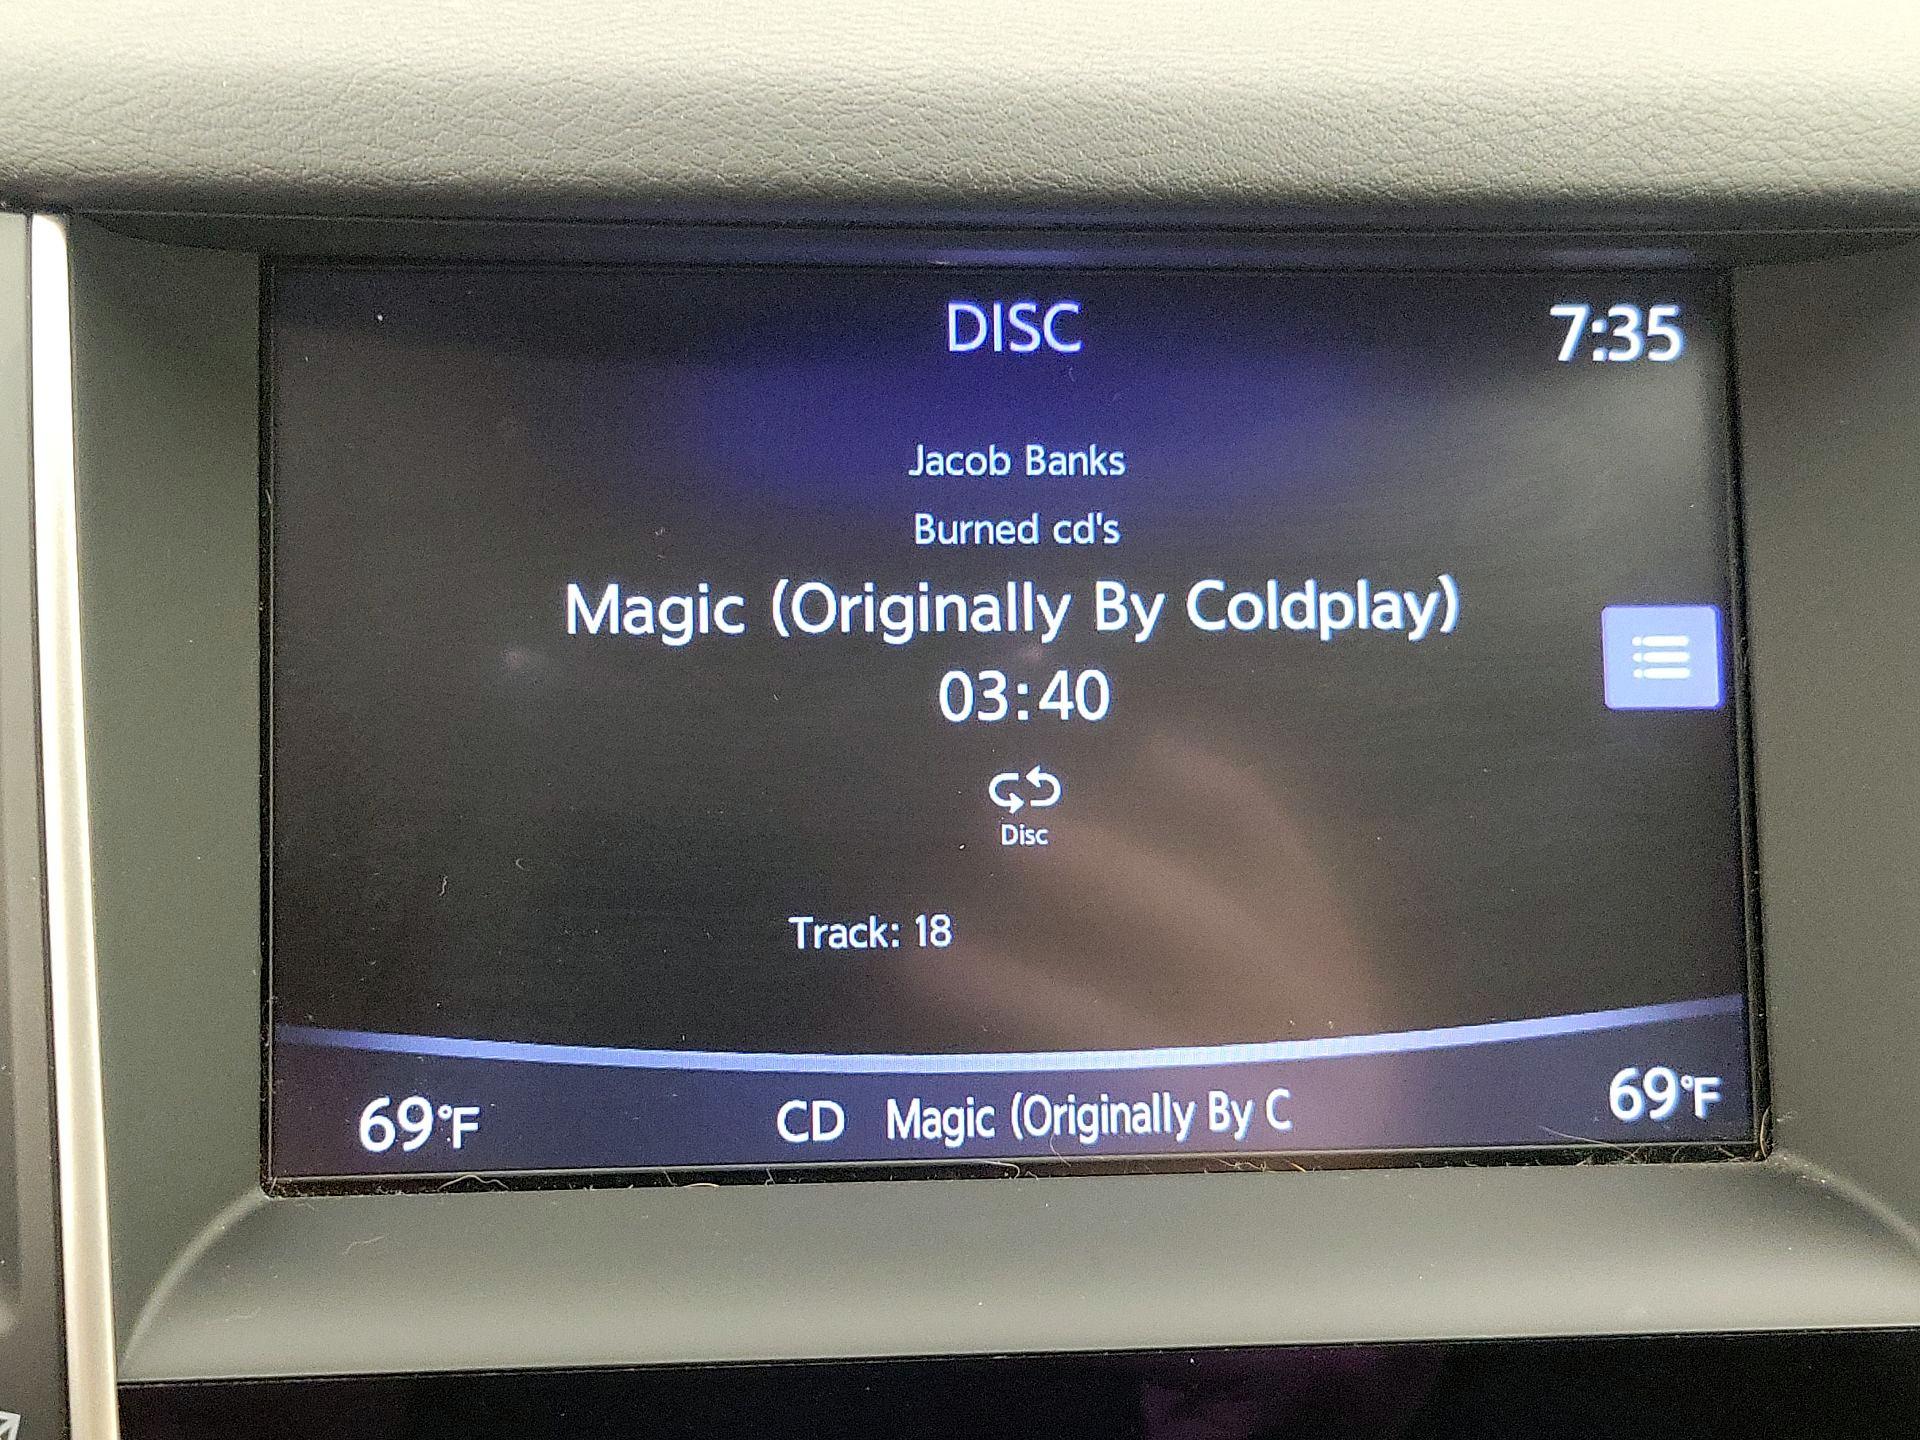 DISC 7:35
Jacob Banks
Burned cd's
Magic (Originally By Coldplay)
03:40
Disc
Track: 18
69°F CD Magic (Originally By C 69°F